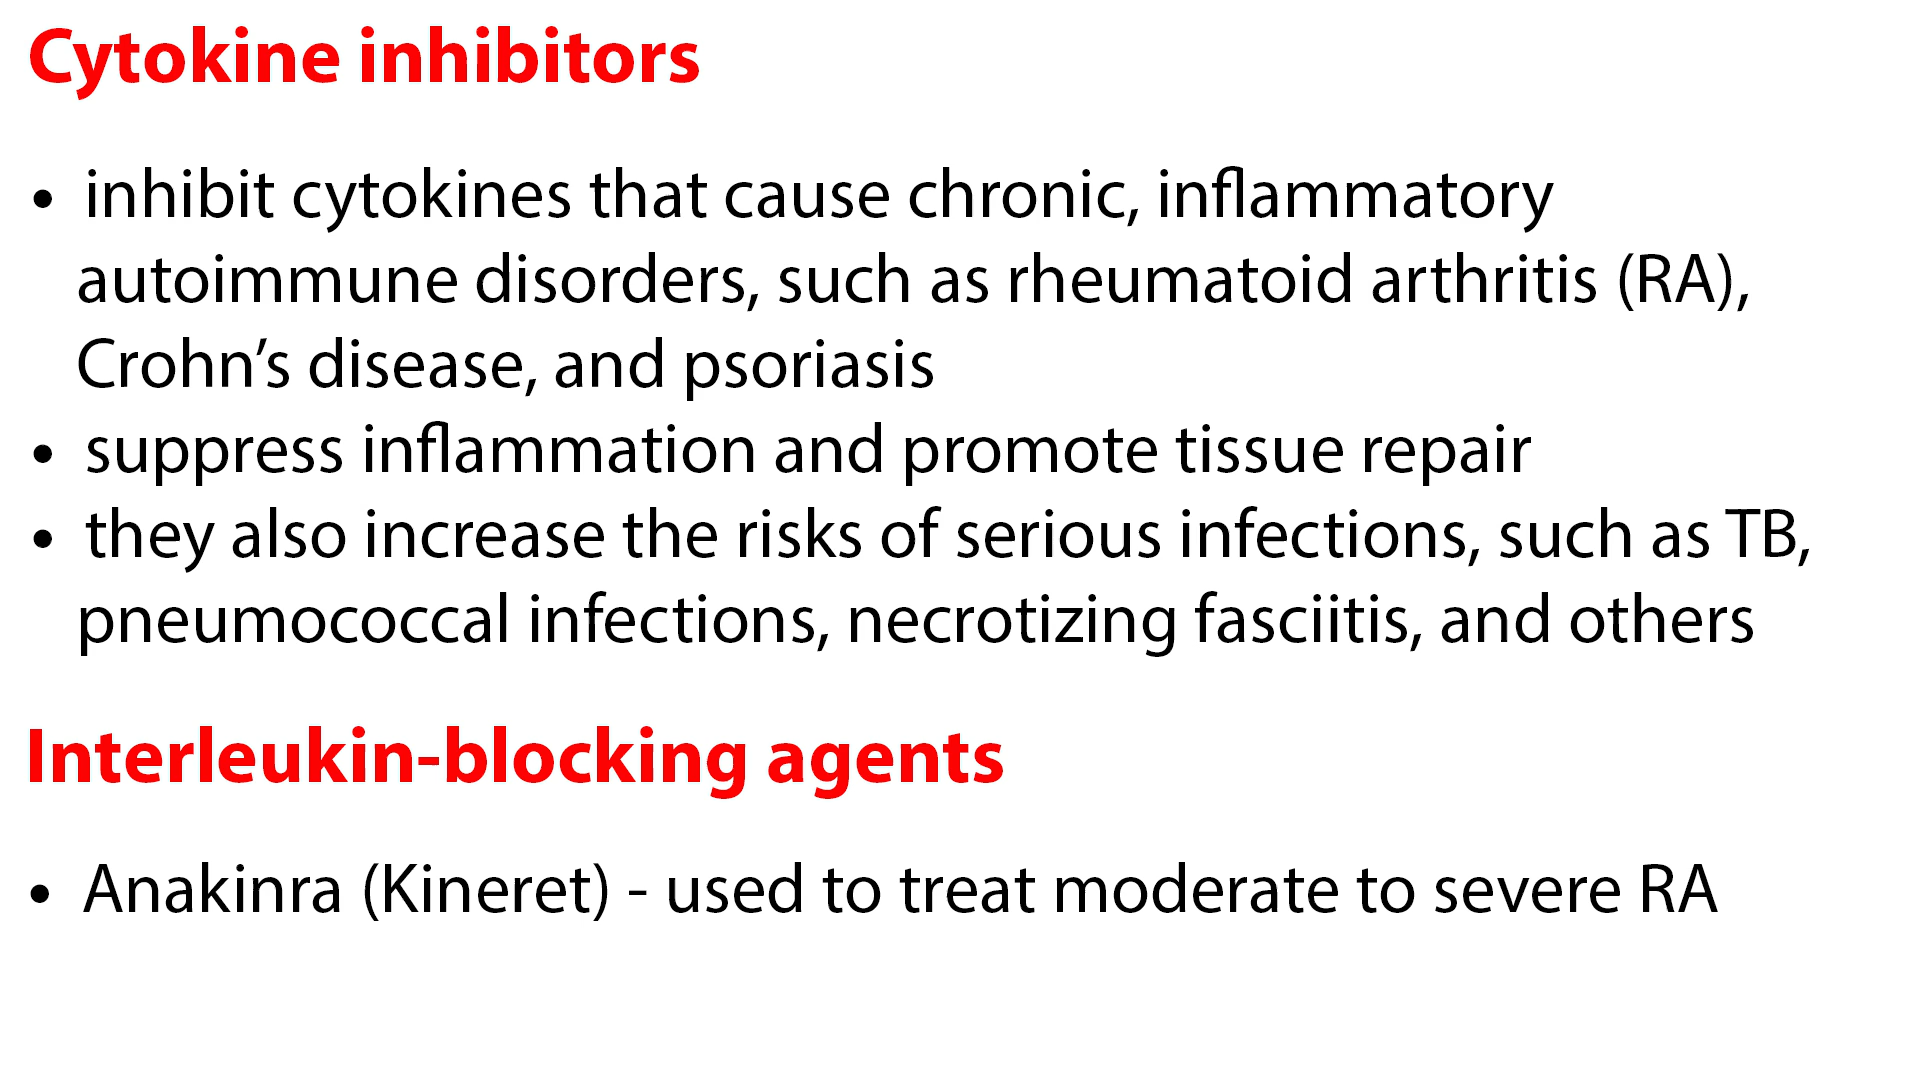 Cytokine inhibitors
• inhibit cytokines that cause chronic, inflammatory
autoimmune disorders, such as rheumatoid arthritis (RA),
Crohn’s disease, and psoriasis
• suppress inflammation and promote tissue repair
• they also increase the risks of serious infections, such as TB,
pneumococcal infections, necrotizing fasciitis, and others
Interleukin-blocking agents
• Anakinra (Kineret) - used to treat moderate to severe RA